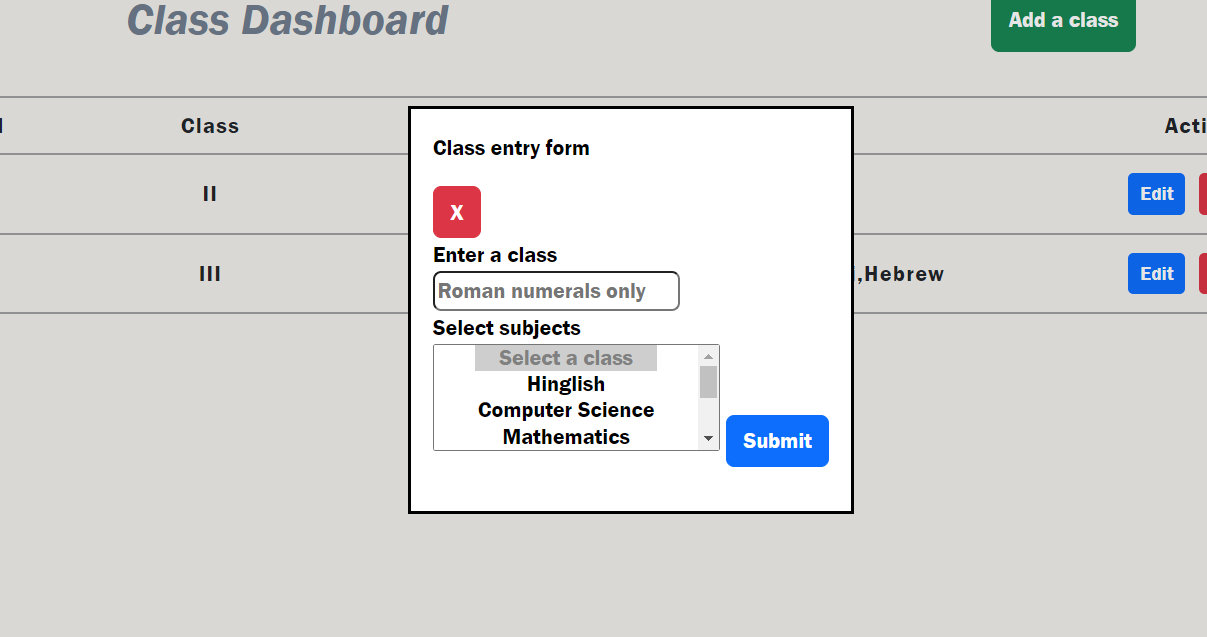 Class Dashboard
Add a class
Class
II
Edit
III
,Hebrew
Edit
Class entry form
X
Enter a class
Roman numerals only
Select subjects
Select a class
Hinglish
Computer Science
Mathematics
Submit